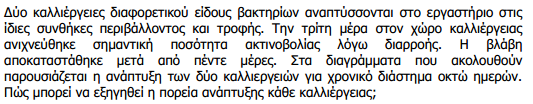 Δύο καλλιέργειες διαφορετικού είδους βακτηρίων αναπτύσσονται στο εργαστήριο στις
ίδιες συνθήκες περιβάλλοντος και τροφής. Την τρίτη μέρα στον χώρο καλλιέργειας
ανιχνεύθηκε σημαντική ποσότητα ακτινοβολίας λόγω διαρροής. Η βλάβη
αποκαταστάθηκε μετά από πέντε μέρες. Στα διαγράμματα που ακολουθούν
παρουσιάζεται η ανάπτυξη των δύο καλλιεργειών για χρονικό διάστημα οκτώ ημερών.
Πώς μπορεί να εξηγηθεί η πορεία ανάπτυξης κάθε καλλιέργειας;